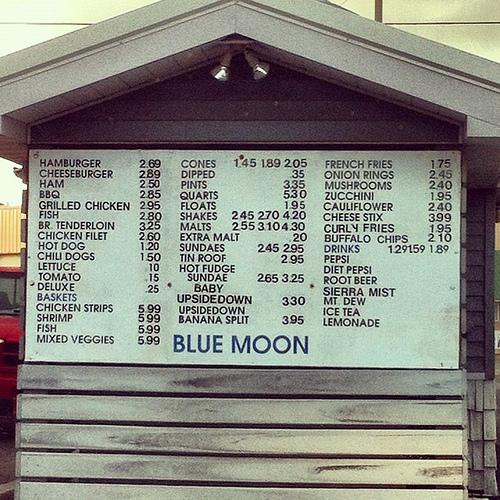 HAMBURGER 2.69
CHEESEBURGER 2.89
HAM 2.50
BBQ 2.85
GRILLED CHICKEN 2.95
FISH 2.80
BR. TENDERLOIN 3.25
CHICKEN FILET 2.60
HOT DOG 1.20
CHILI DOGS 1.50
LETTUCE .10
TOMATO .15
DELUXE .25
BASKETS
CHICKEN STRIPS 5.99
SHRIMP 5.99
FISH 5.99
MIXED VEGGIES 5.99
CONES 1.45 1.89 2.05
DIPPED .35
PINTS 3.35
QUARTS 5.30
FLOATS 1.95
SHAKES 2.45 2.70 4.20
MALTS 2.55 3.10 4.30
EXTRA MALT .20
SUNDAES 2.45 2.95
TIN ROOF 2.95
HOT FUDGE
SUNDAE 2.65 3.25
BABY
UPSIDEDOWN 3.30
UPSIDEDOWN
BANANA SPLIT 3.95
FRENCH FRIES 1.75
ONION RINGS 2.45
MUSHROOMS 2.40
ZUCCHINI 1.95
CAULIFLOWER 2.40
CHEESE STIX 3.99
CURLY FRIES 1.95
BUFFALO CHIPS 2.10
DRINKS 1.29 1.59 1.89
PEPSI
DIET PEPSI
ROOT BEER
SIERRA MIST
MT. DEW
ICE TEA
LEMONADE
BLUE MOON